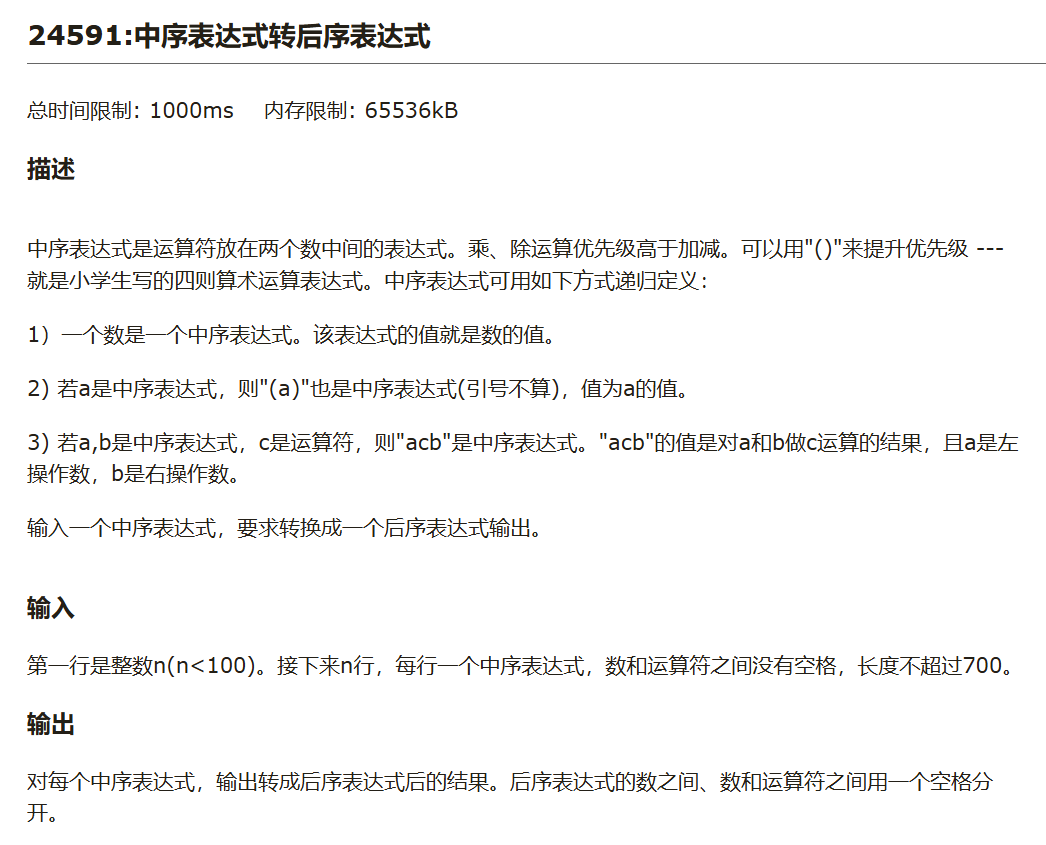 24591:中序表达式转后序表达式
总时间限制: 1000ms 内存限制: 65536kB
描述
中序表达式是运算符放在两个数中间的表达式。乘、除运算优先级高于加减。可以用"()"来提升优先级 ---
就是小学生写的四则算术运算表达式。中序表达式可用如下方式递归定义：
1）一个数是一个中序表达式。该表达式的值就是数的值。
2) 若a是中序表达式，则"(a)"也是中序表达式(引号不算)，值为a的值。
3) 若a,b是中序表达式，c是运算符，则"acb"是中序表达式。"acb"的值是对a和b做c运算的结果，且a是左
操作数，b是右操作数。
输入一个中序表达式，要求转换成一个后序表达式输出。
输入
第一行是整数n(n<100)。接下来n行，每行一个中序表达式，数和运算符之间没有空格，长度不超过700。
输出
对每个中序表达式，输出转成后序表达式后的结果。后序表达式的数之间、数和运算符之间用一个空格分
开。